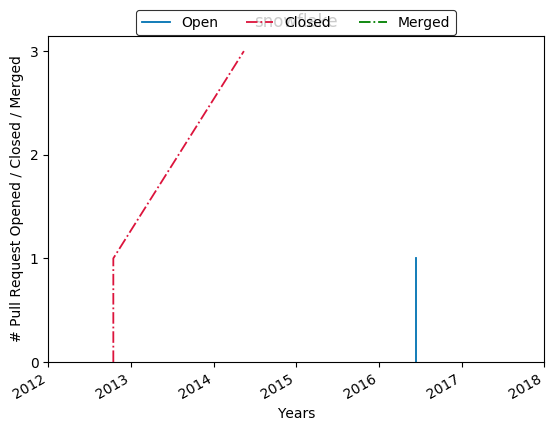 snowflake
Open Closed Merged
# Pull Request Opened / Closed / Merged
3
2
1
0
2012 2013 2014 2015 2016 2017 2018
Years